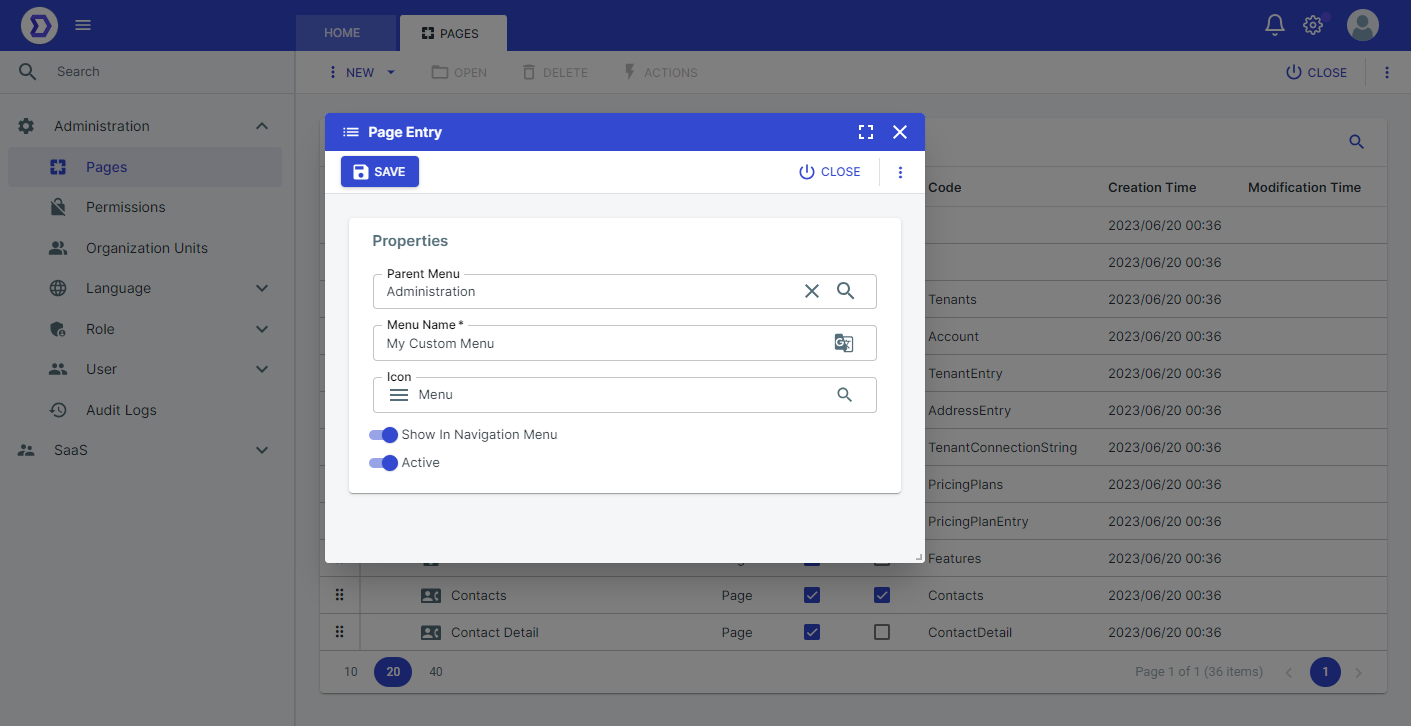 HOME
PAGES
Search
NEW
OPEN
DELETE
ACTIONS
CLOSE
Administration
Pages
Permissions
Organization Units
Language
Role
User
Audit Logs
SaaS
Page Entry
SAVE
CLOSE
Properties
Parent Menu
Administration
Menu Name *
My Custom Menu
Icon
Menu
Show In Navigation Menu
Active
Code Creation Time Modification Time
2023/06/20 00:36
2023/06/20 00:36
Tenants 2023/06/20 00:36
Account 2023/06/20 00:36
TenantEntry 2023/06/20 00:36
AddressEntry 2023/06/20 00:36
TenantConnectionString 2023/06/20 00:36
PricingPlans 2023/06/20 00:36
PricingPlanEntry 2023/06/20 00:36
Features 2023/06/20 00:36
Contacts Page Contacts 2023/06/20 00:36
Contact Detail Page ContactDetail 2023/06/20 00:36
10 20 40 Page 1 of 1 (36 items) 1